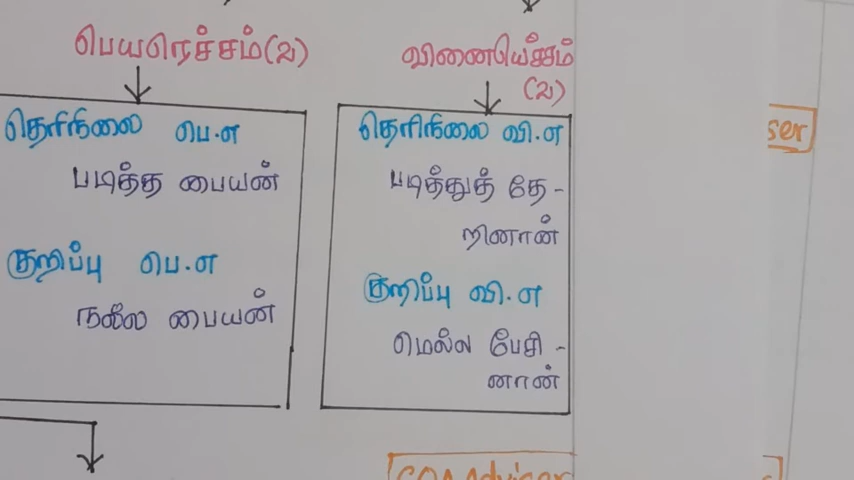 பெயரெச்சம்(2)
தெரிநிலை பெ.எ
படித்த பையன்
குறிப்பு பெ.எ
நல்ல பையன்
வினையெச்சம்
(2)
தெரிநிலை வி.எ
படித்துத் தே-
றினான்
குறிப்பு வி.எ
மெல்ல பேசி-
னான்
ser